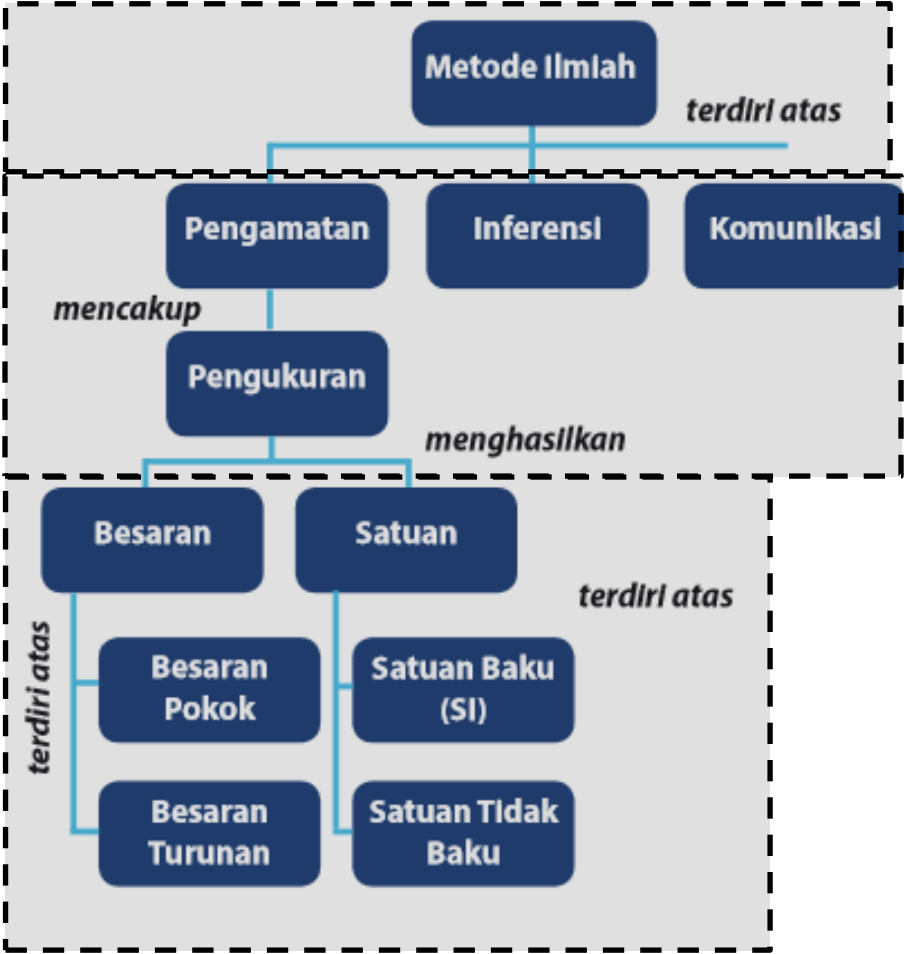 Metode Ilmiah
terdiri atas
Pengamatan
Inferensi
Komunikasi
mencakup
Pengukuran
menghasilkan
Besaran
Satuan
terdiri atas
terdiri atas
Besaran
Pokok
Satuan Baku
(SI)
Besaran
Turunan
Satuan Tidak
Baku